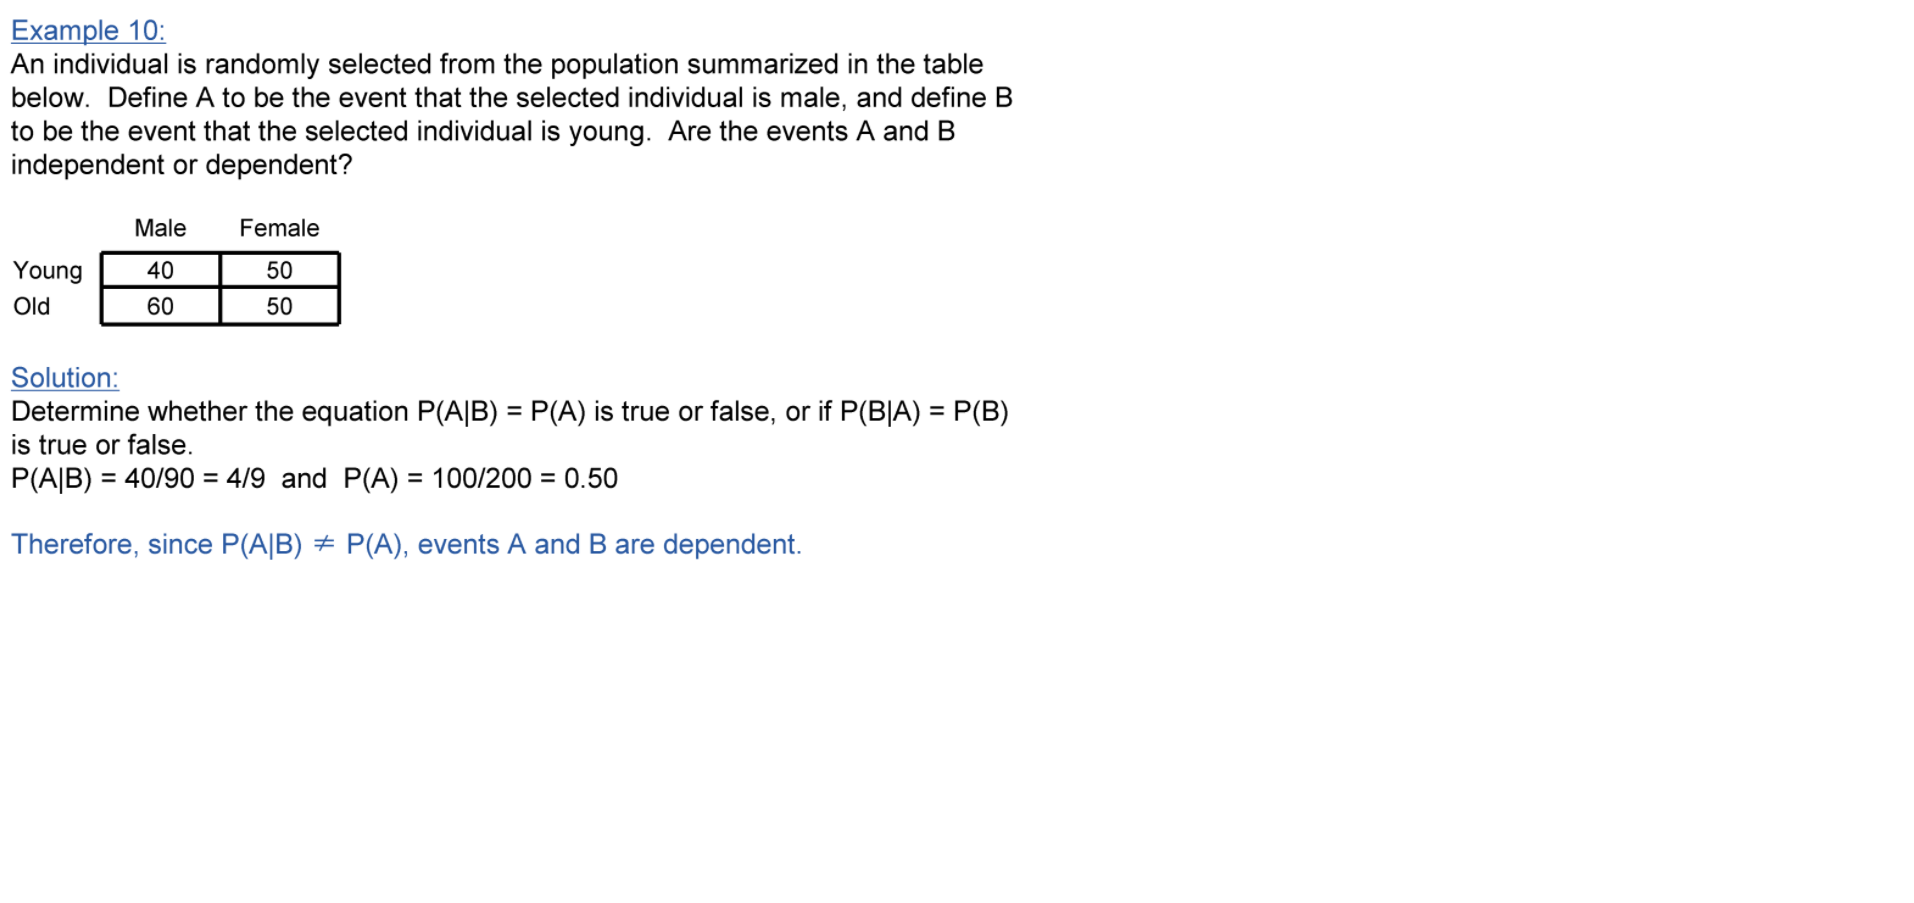 Example 10:
An individual is randomly selected from the population summarized in the table
below.  Define A to be the event that the selected individual is male, and define B
to be the event that the selected individual is young.  Are the events A and B
independent or dependent?
Male Female
Young 40 50
Old 60 50
Solution:
Determine whether the equation P(A|B) = P(A) is true or false, or if P(B|A) = P(B)
is true or false.
P(A|B) = 40/90 = 4/9  and  P(A) = 100/200 = 0.50
Therefore, since P(A|B) ≠ P(A), events A and B are dependent.